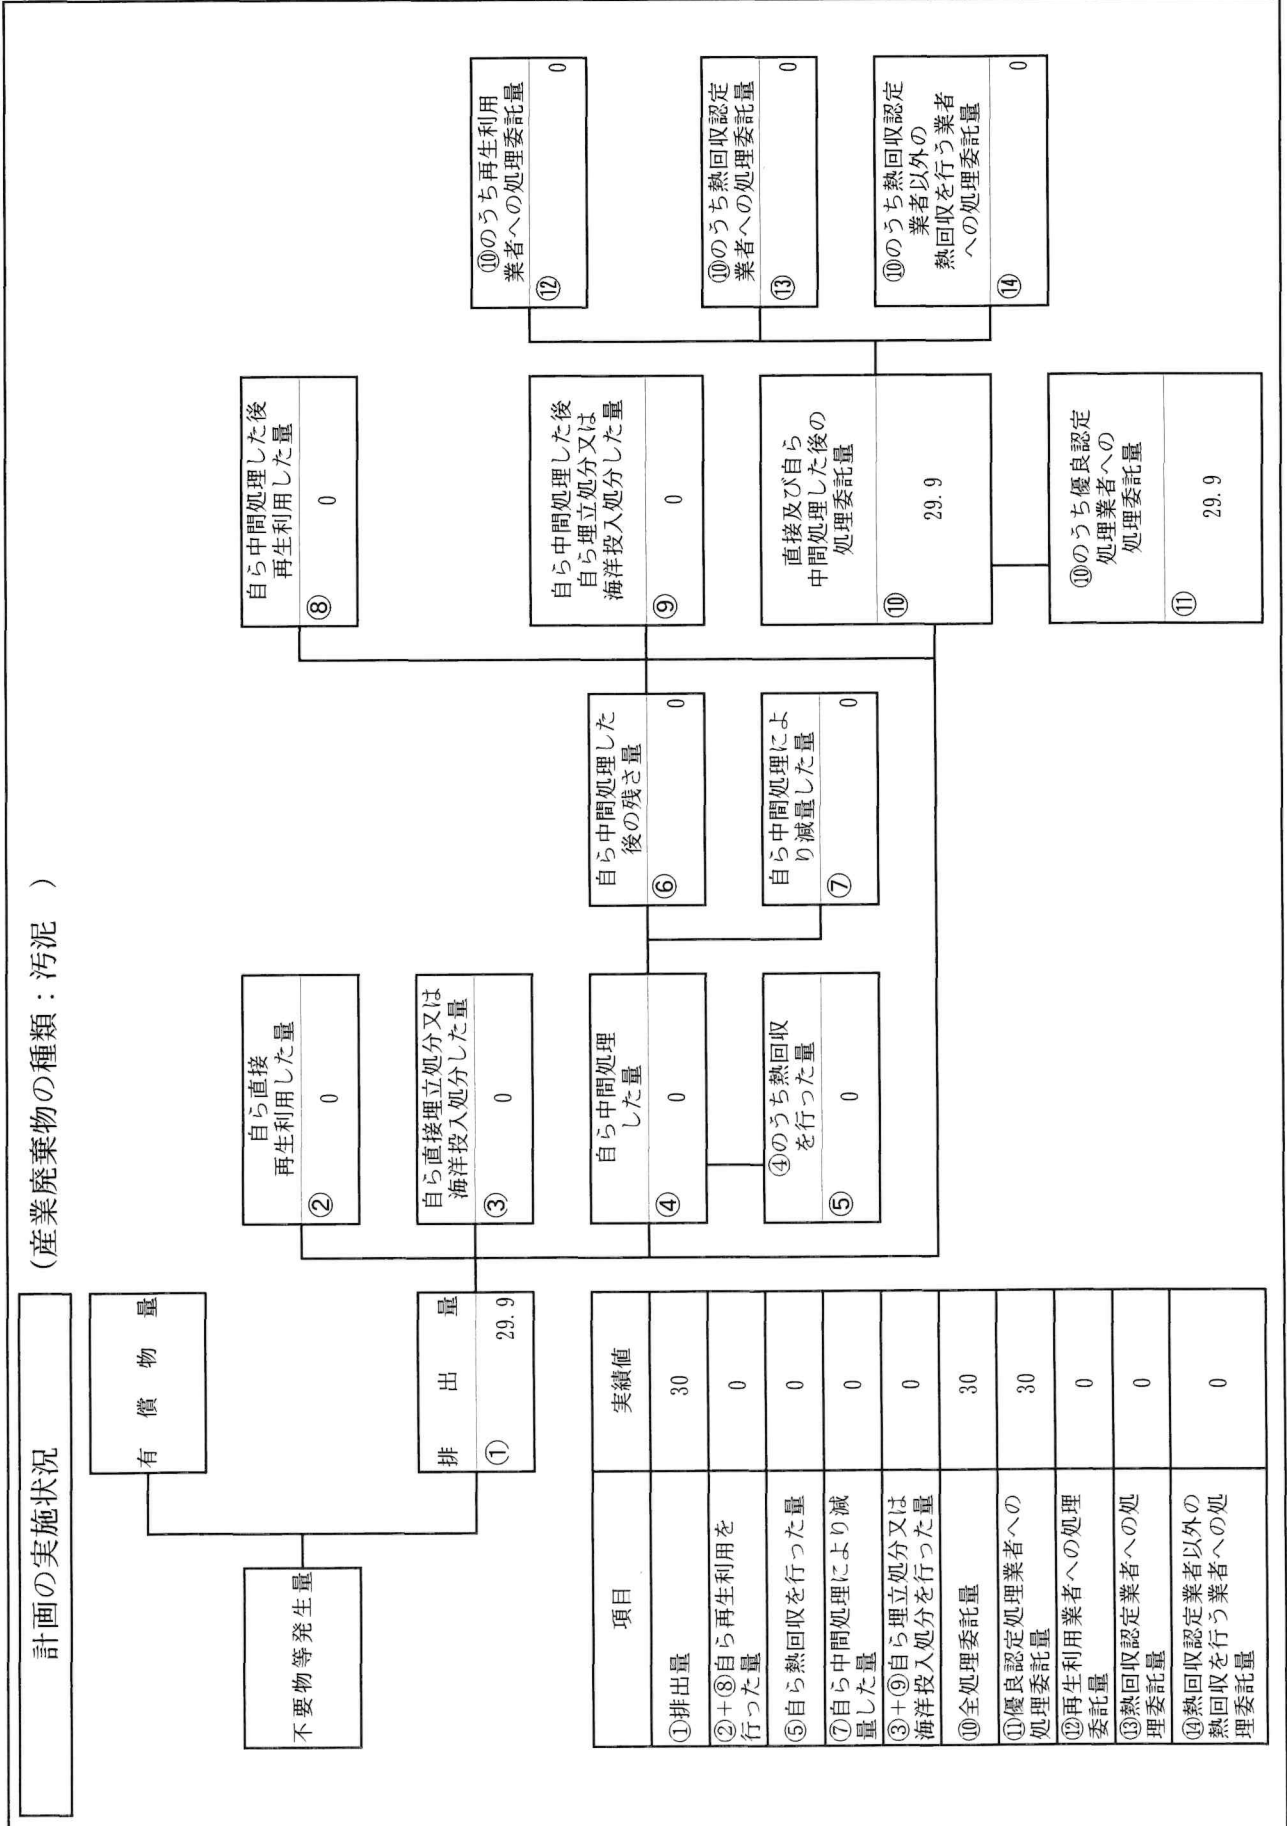 計画の実施状況
(産業廃棄物の種類：汚泥　)
不要物等発生量
有償物量
排出量
①
29.9
自ら直接
再生利用した量
②
0
自ら直接埋立処分又は
海洋投入処分した量
③
0
自ら中間処理
した量
④
0
④のうち熱回収
を行った量
⑤
0
自ら中間処理した
後の残さ量
⑥
0
自ら中間処理によ
り減量した量
⑦
0
自ら中間処理した後
再生利用した量
⑧
0
自ら中間処理した後
自ら埋立処分又は
海洋投入処分した量
⑨
0
直接及び自ら
中間処理した後の
処理委託量
⑩
29.9
⑩のうち優良認定
処理業者への
処理委託量
⑪
29.9
⑩のうち再生利用
業者への処理委託量
⑫
0
⑩のうち熱回収認定
業者への処理委託量
⑬
0
⑩のうち熱回収認定
業者以外の
熱回収を行う業者
への処理委託量
⑭
0
項目
実績値
①排出量
30
②+⑧自ら再生利用を
行った量
0
⑤自ら熱回収を行った量
0
⑦自ら中間処理により減
量した量
0
③+⑨自ら埋立処分又は
海洋投入処分を行った量
0
⑩全処理委託量
30
⑪優良認定処理業者への
処理委託量
30
⑫再生利用業者への処理
委託量
0
⑬熱回収認定業者への処
理委託量
0
⑭熱回収認定業者以外の
熱回収を行う業者への処
理委託量
0